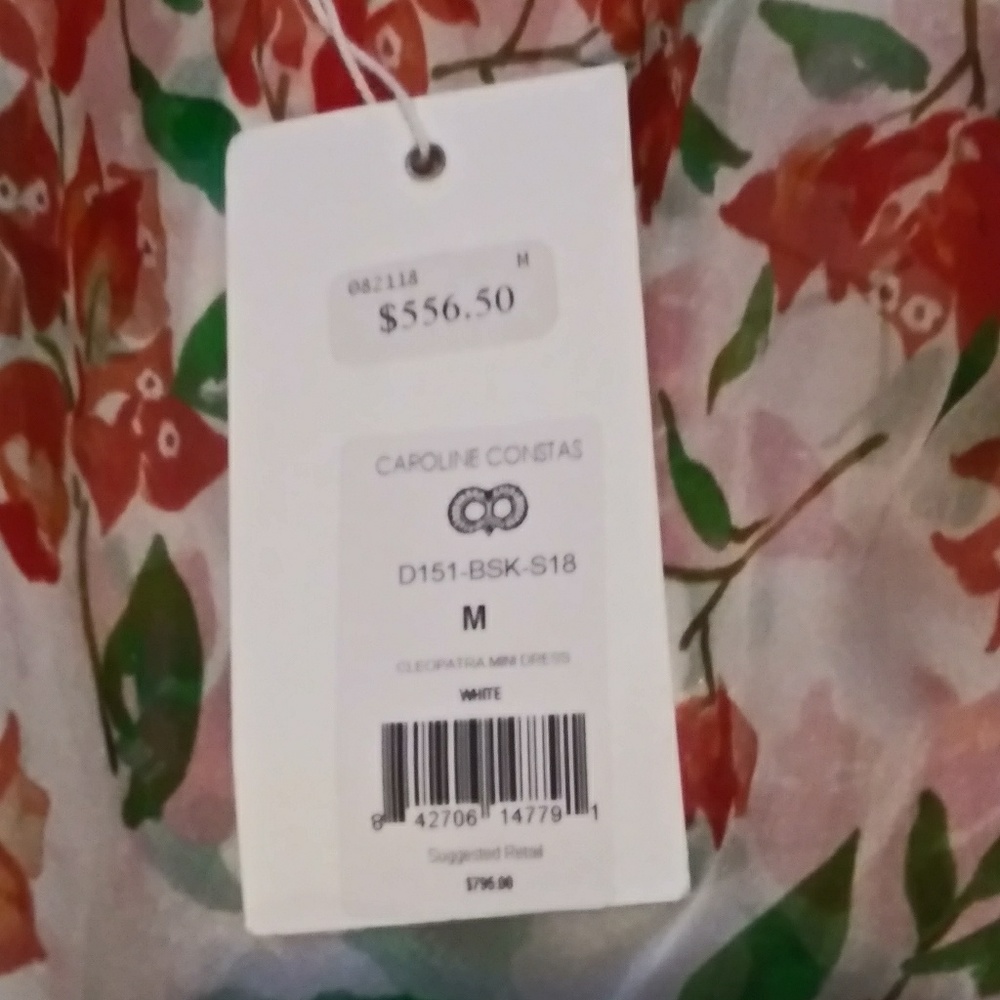 082118 M
$556.50
CAROLINE CONSTAS
D151-BSK-S18
M
CLEOPATRA MINI DRESS
WHITE
8 42706 14779 1
Suggested Retail
$795.00